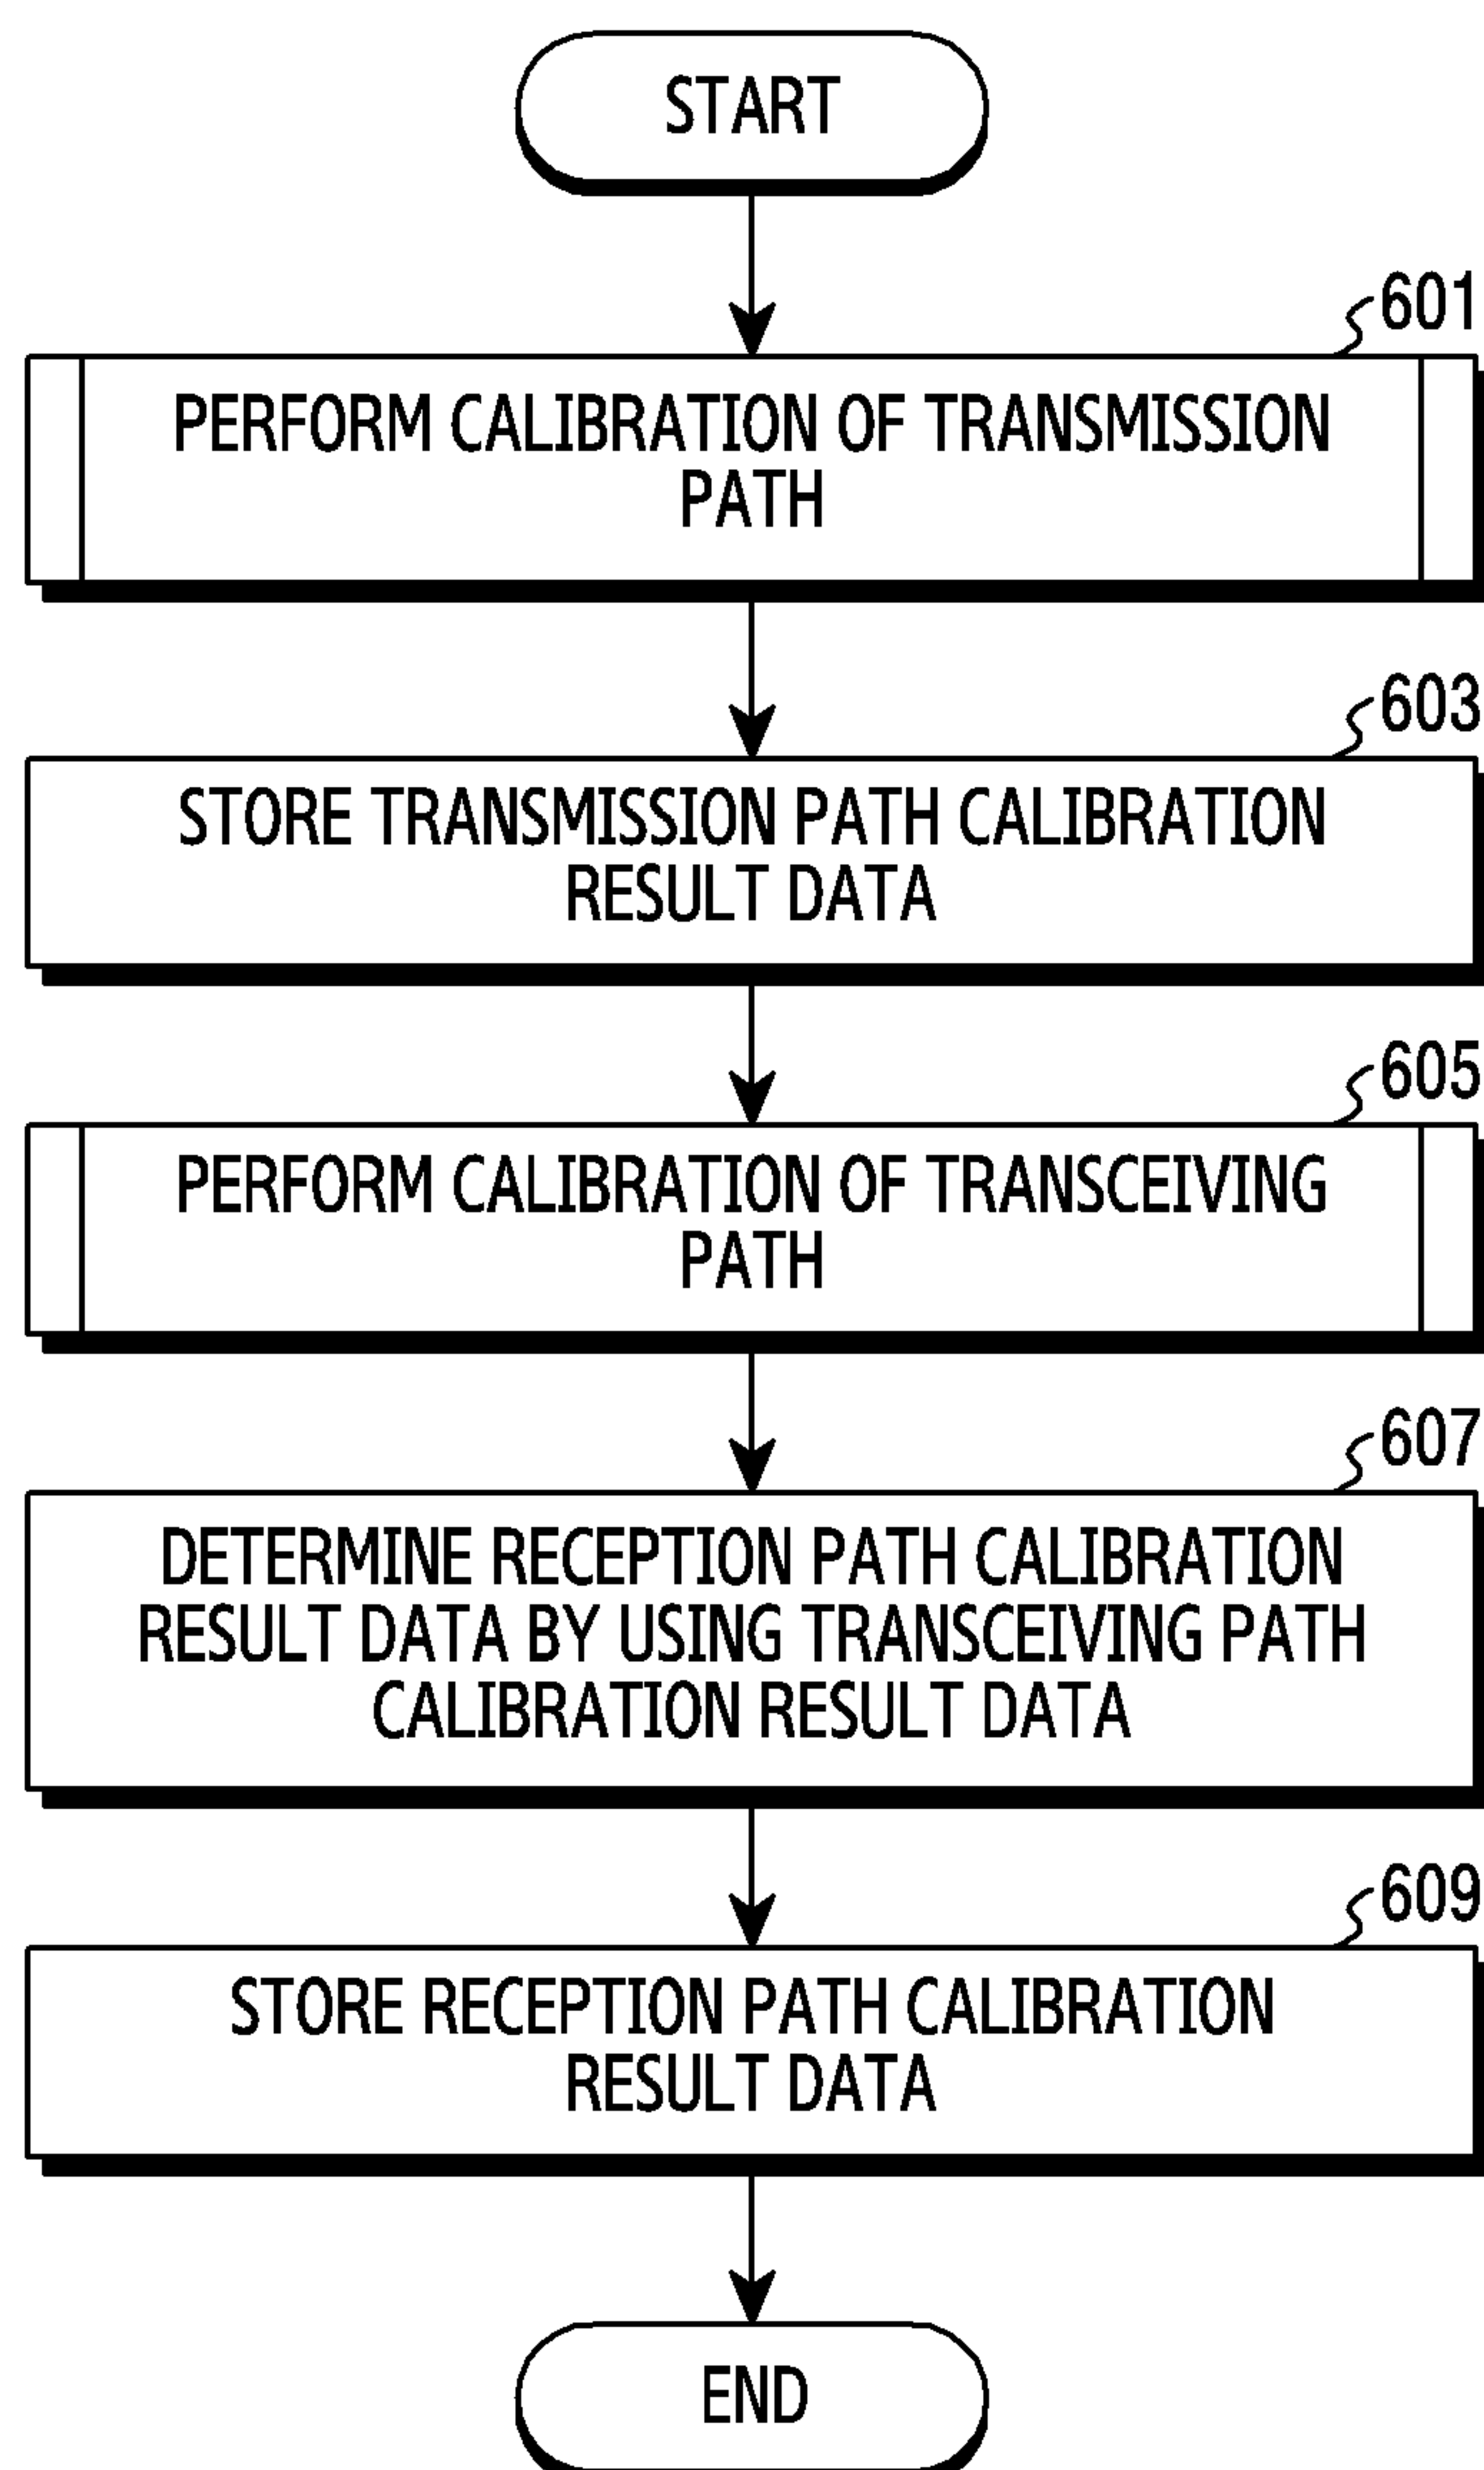 START
601
PERFORM CALIBRATION OF TRANSMISSION
PATH
603
STORE TRANSMISSION PATH CALIBRATION
RESULT DATA
605
PERFORM CALIBRATION OF TRANSCEIVING
PATH
607
DETERMINE RECEPTION PATH CALIBRATION
RESULT DATA BY USING TRANSCEIVING PATH
CALIBRATION RESULT DATA
609
STORE RECEPTION PATH CALIBRATION
RESULT DATA
END